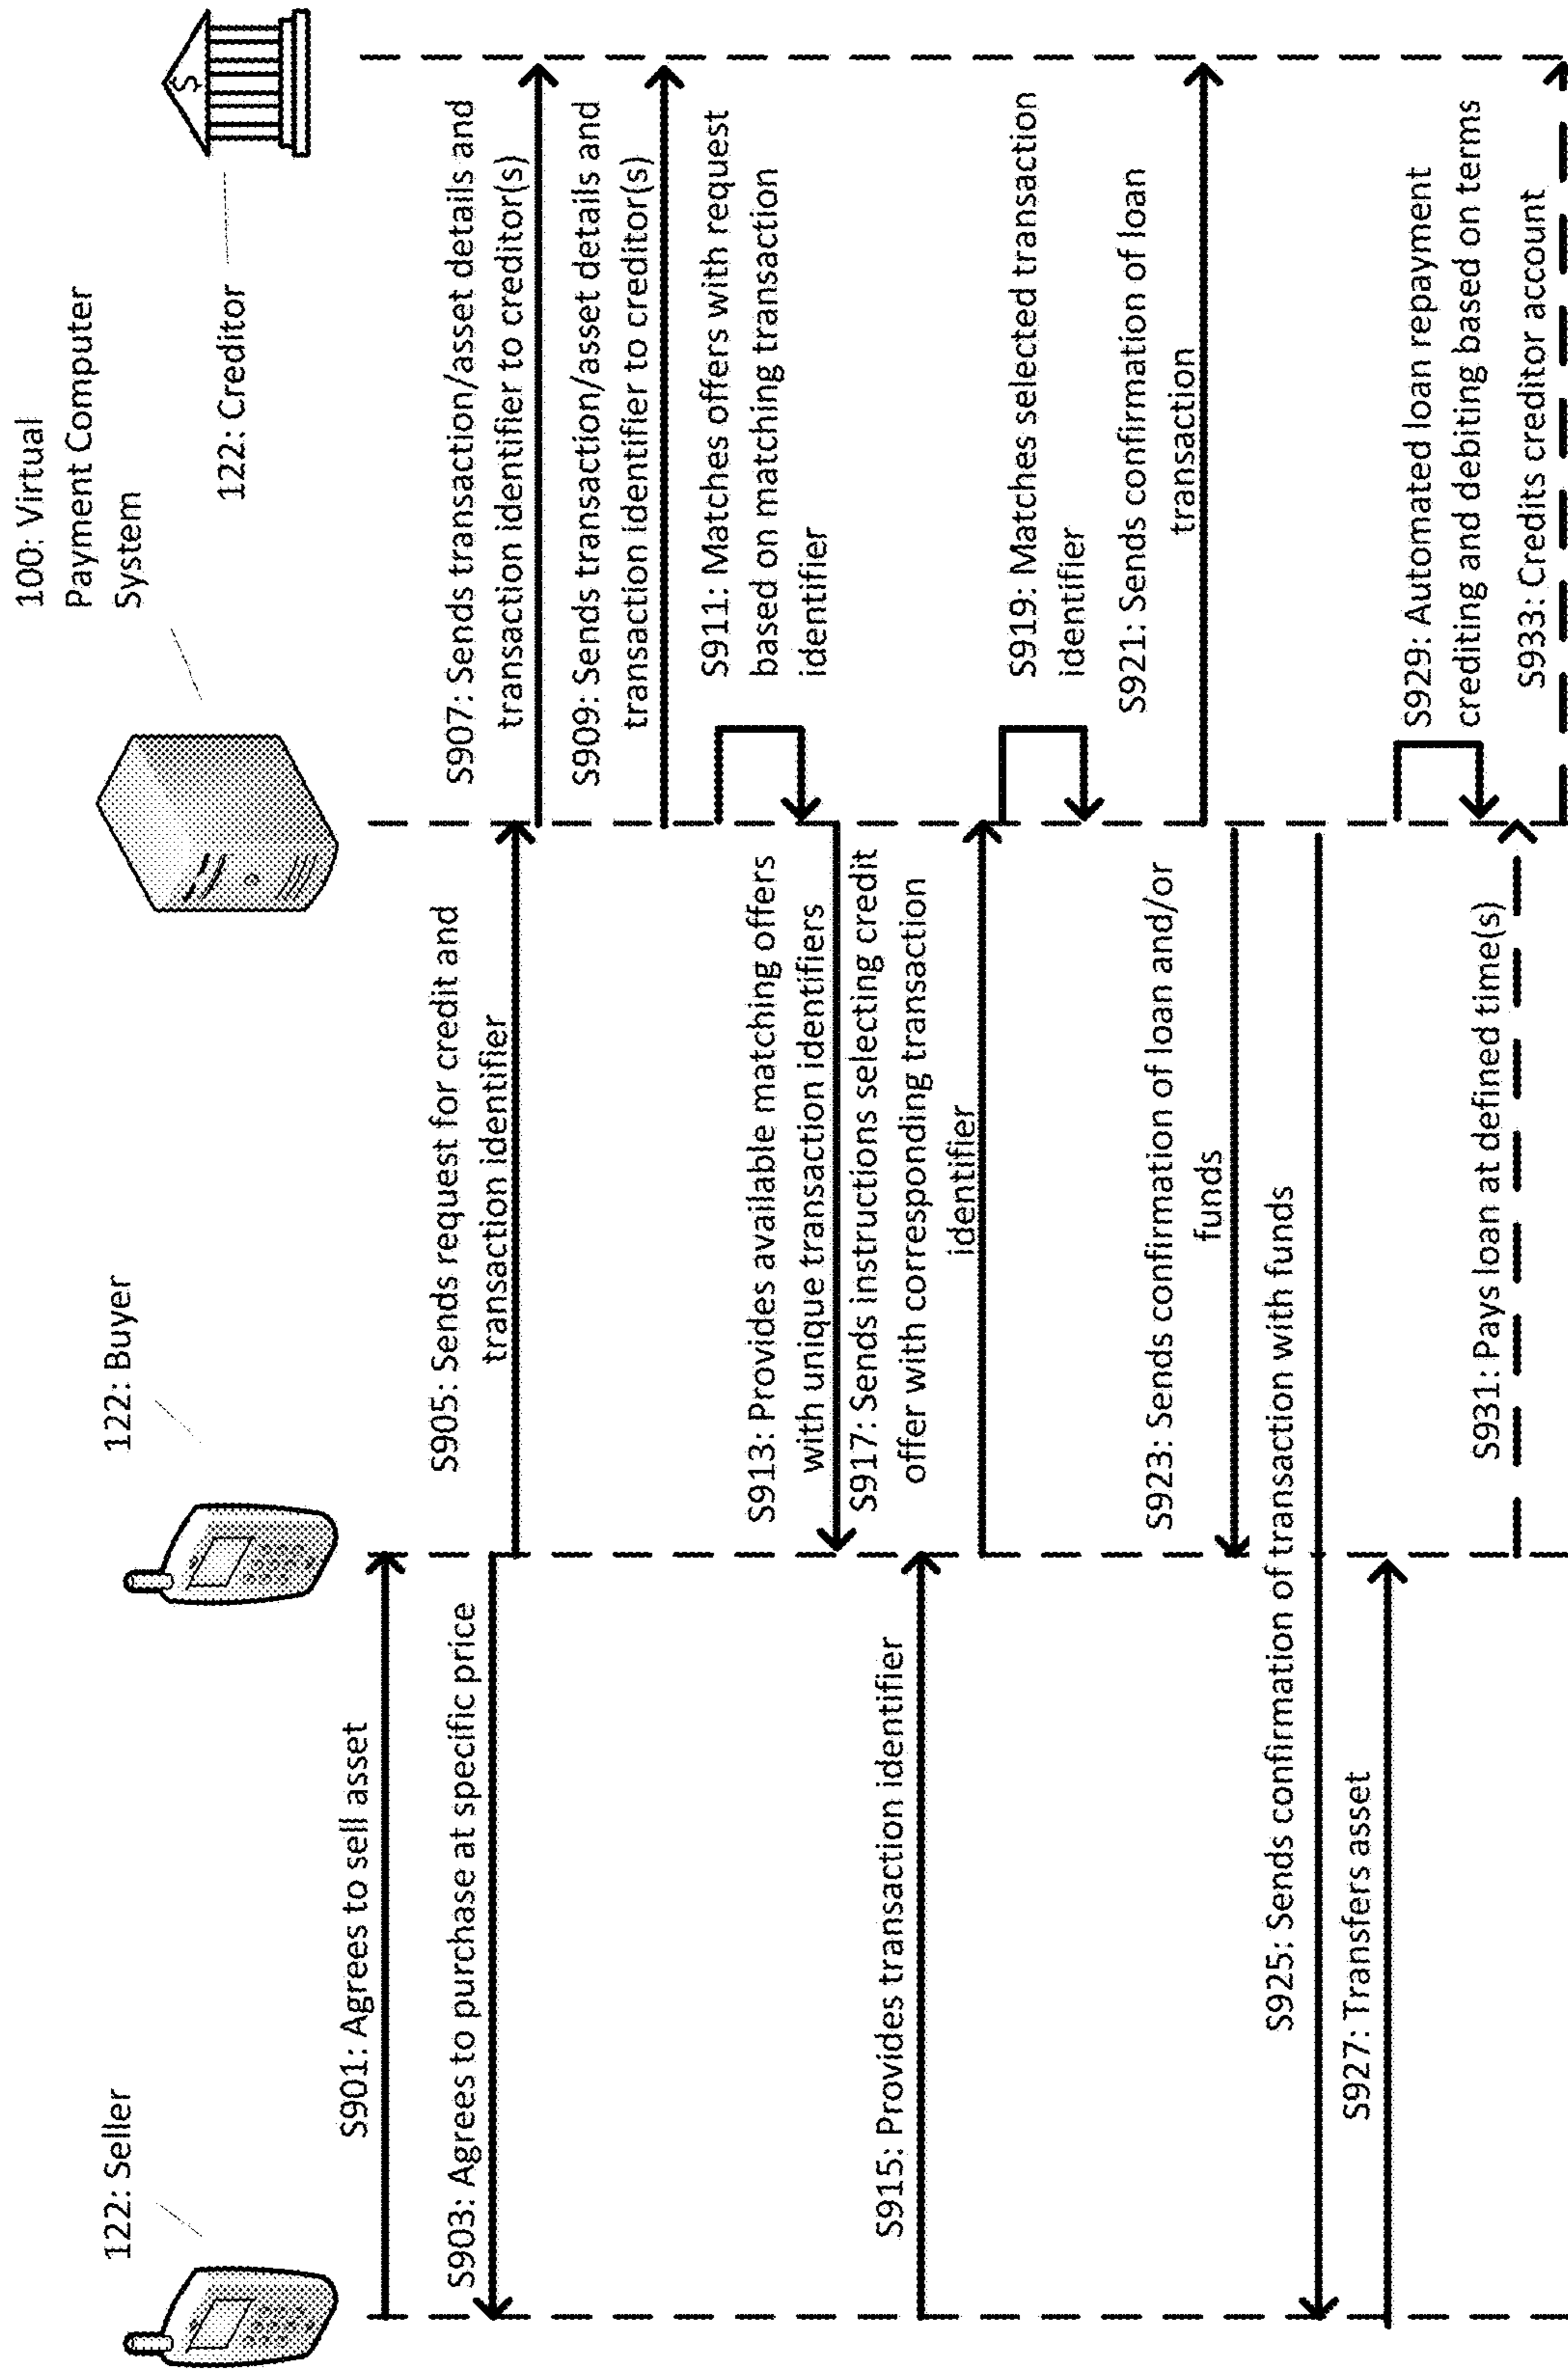 122: Seller
122: Buyer
100: Virtual
Payment Computer
System
122: Creditor
S901: Agrees to sell asset
S903: Agrees to purchase at specific price
S905: Sends request for credit and
transaction identifier
S907: Sends transaction/asset details and
transaction identifier to creditor(s)
S909: Sends transaction/asset details and
transaction identifier to creditor(s)
S911: Matches offers with request
based on matching transaction
identifier
S913: Provides available matching offers
with unique transaction identifiers
S915: Provides transaction identifier
S917: Sends instructions selecting credit
offer with corresponding transaction
identifier
S919: Matches selected transaction
identifier
S921: Sends confirmation of loan
transaction
S923: Sends confirmation of loan and/or
funds
S925: Sends confirmation of transaction with funds
S927: Transfers asset
S929: Automated loan repayment
crediting and debiting based on terms
S931: Pays loan at defined time(s)
S933: Credits creditor account
$